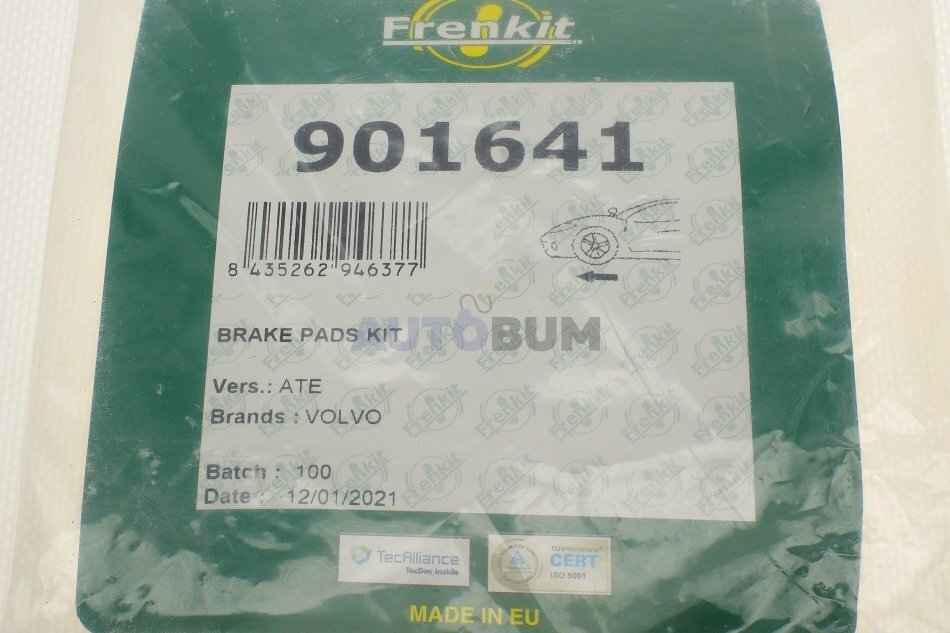 Frenkit
S.L.
901641
8 435262 946377
BRAKE PADS KIT
AUTOBUM
Vers.: ATE
Brands : VOLVO
Batch : 100
Date : 12/01/2021
TecAlliance
TecDoc Inside
TÜVRheinland®
CERT
ISO 9001
MADE IN EU